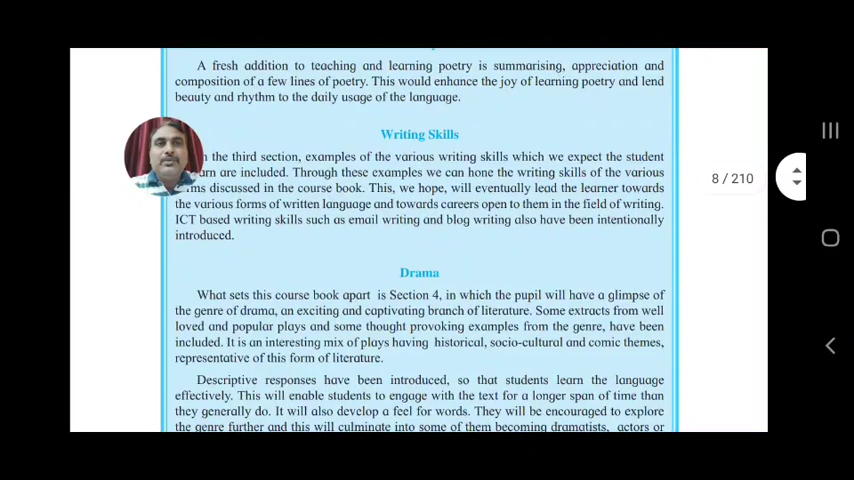 A fresh addition to teaching and learning poetry is summarising, appreciation and
composition of a few lines of poetry. This would enhance the joy of learning poetry and lend
beauty and rhythm to the daily usage of the language.
Writing Skills
the third section, examples of the various writing skills which we expect the student
are included. Through these examples we can hone the writing skills of the various
discussed in the course book. This, we hope, will eventually lead the learner towards
the various forms of written language and towards careers open to them in the field of writing.
ICT based writing skills such as email writing and blog writing also have been intentionally
introduced.
Drama
What sets this course book apart is Section 4, in which the pupil will have a glimpse of
the genre of drama, an exciting and captivating branch of literature. Some extracts from well
loved and popular plays and some thought provoking examples from the genre, have been
included. It is an interesting mix of plays having historical, socio-cultural and comic themes,
representative of this form of literature.
Descriptive responses have been introduced, so that students learn the language
effectively. This will enable students to engage with the text for a longer span of time than
they generally do. It will also develop a feel for words. They will be encouraged to explore
the genre further and this will culminate into some of them becoming dramatists, actors or
8 / 210